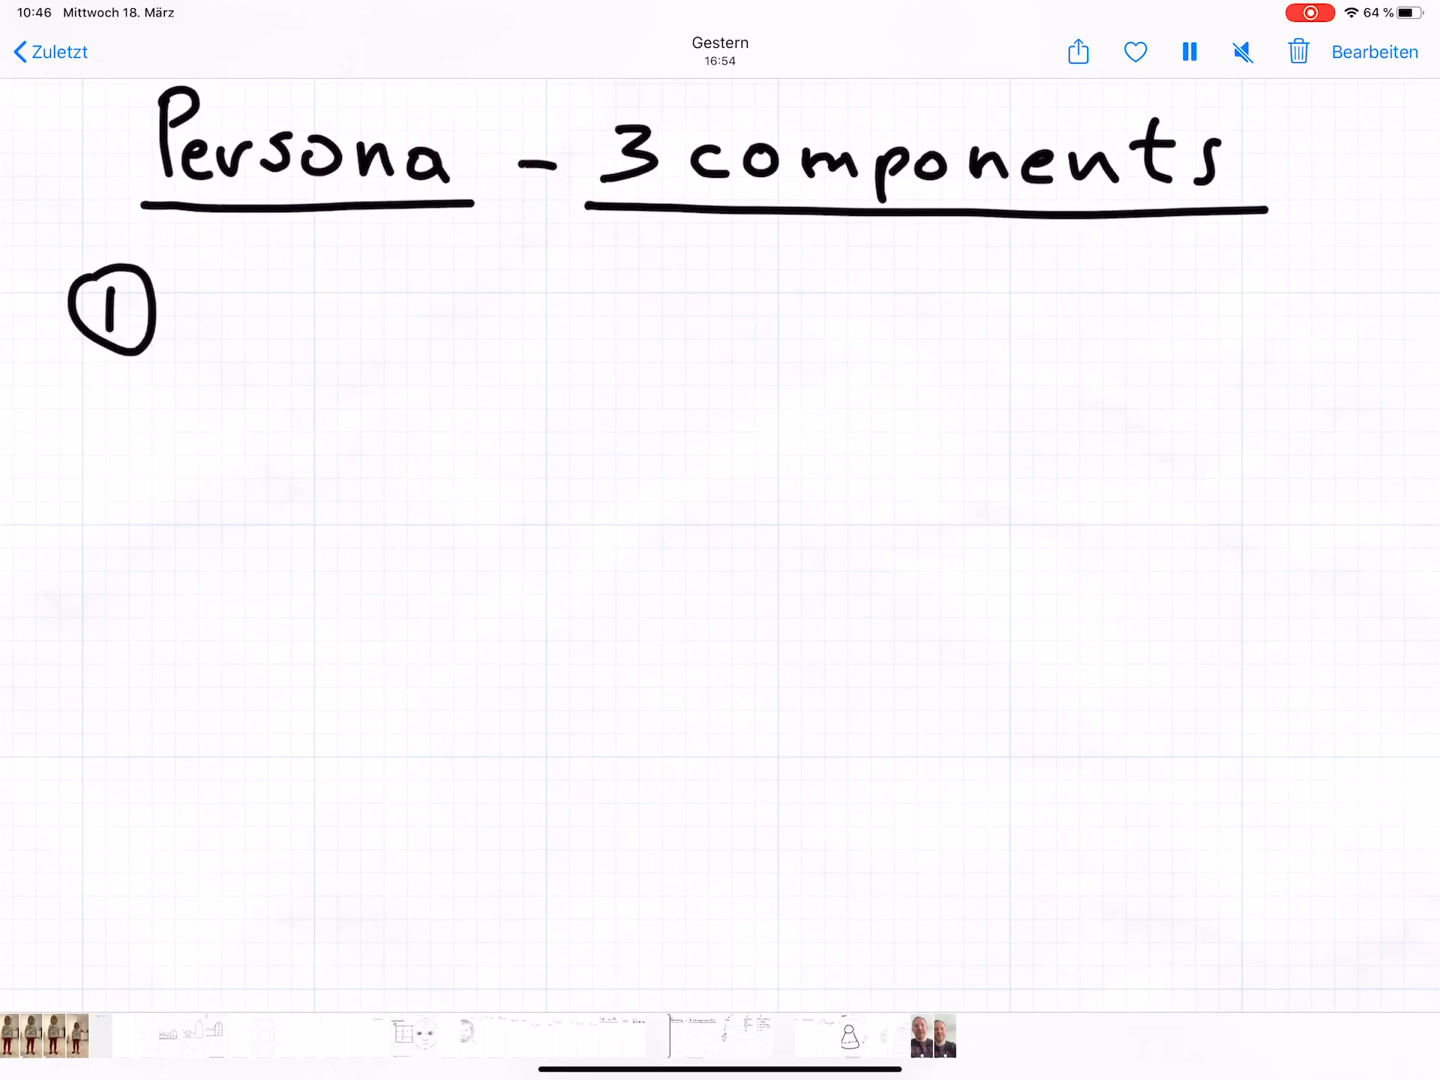 10:46 Mittwoch 18. März 64 %
Zuletzt Gestern Bearbeiten
16:54
Persona - 3 components
1